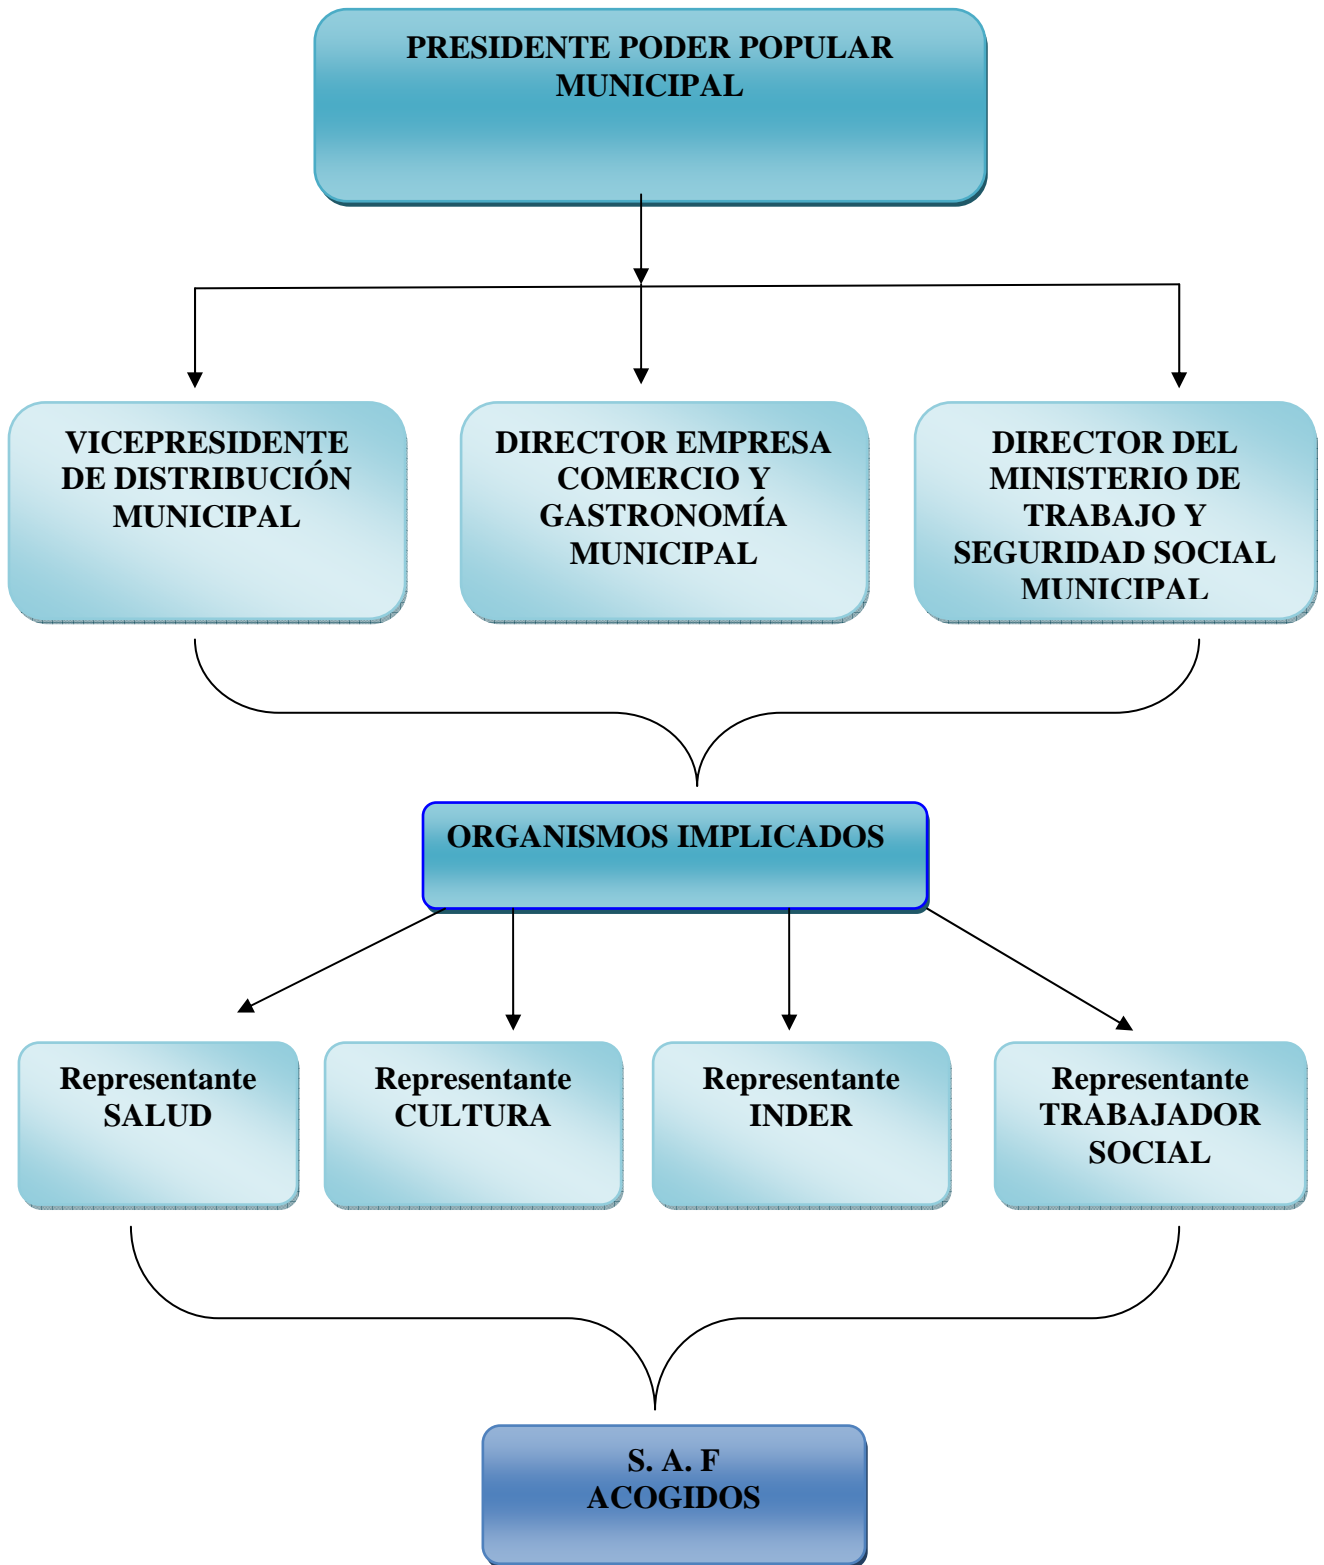 PRESIDENTE PODER POPULAR
MUNICIPAL
VICEPRESIDENTE
DE DISTRIBUCIÓN
MUNICIPAL
DIRECTOR EMPRESA
COMERCIO Y
GASTRONOMÍA
MUNICIPAL
DIRECTOR DEL
MINISTERIO DE
TRABAJO Y
SEGURIDAD SOCIAL
MUNICIPAL
ORGANISMOS IMPLICADOS
Representante
SALUD
Representante
CULTURA
Representante
INDER
Representante
TRABAJADOR
SOCIAL
S. A. F
ACOGIDOS